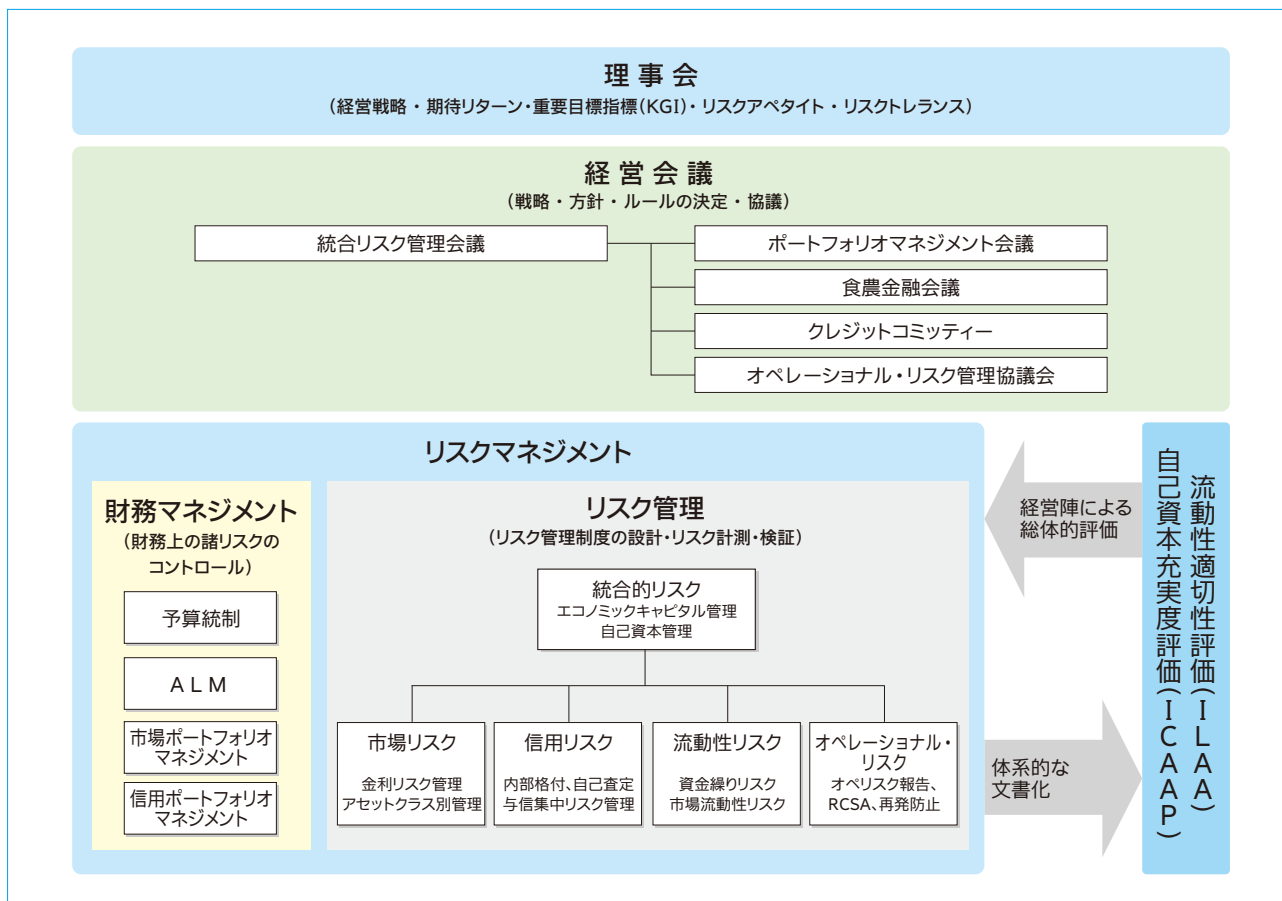 理事会
(経営戦略・期待リターン・重要目標指標(KGI)・リスクアペタイト・リスクトレランス)
経営会議
(戦略・方針・ルールの決定・協議)
統合リスク管理会議
ポートフォリオマネジメント会議
食農金融会議
クレジットコミッティー
オペレーショナル・リスク管理協議会
リスクマネジメント
財務マネジメント
(財務上の諸リスクの
コントロール)
予算統制
ALM
市場ポートフォリオ
マネジメント
信用ポートフォリオ
マネジメント
リスク管理
(リスク管理制度の設計・リスク計測・検証)
統合的リスク
エコノミックキャピタル管理
自己資本管理
市場リスク
金利リスク管理
アセットクラス別管理
信用リスク
内部格付、自己査定
与信集中リスク管理
流動性リスク
資金繰りリスク
市場流動性リスク
オペレーショナル・
リスク
オペリスク報告、
RCSA、再発防止
経営陣による
総体的評価
体系的な
文書化
流動性適切性評価(ILAA)
自己資本充実度評価(ICAAP)